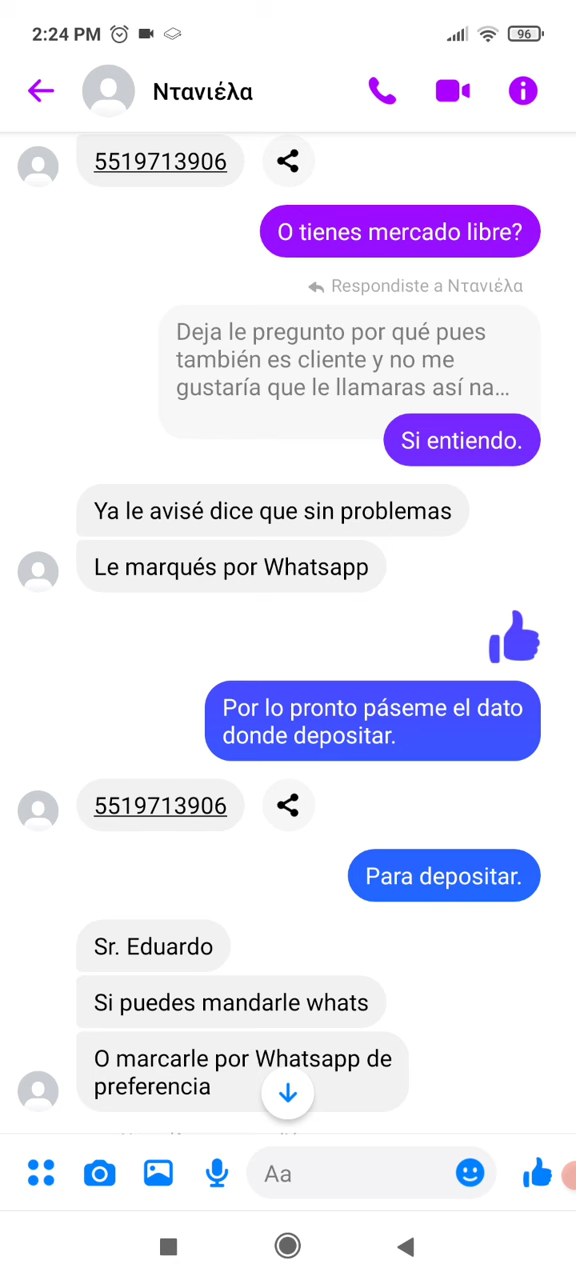 2:24 PM
96
Ντανιέλα
5519713906
O tienes mercado libre?
Respondiste a Ντανιέλα
Deja le pregunto por qué pues
también es cliente y no me
gustaría que le llamaras así na...
Si entiendo.
Ya le avisé dice que sin problemas
Le marqués por Whatsapp
Por lo pronto páseme el dato
donde depositar.
5519713906
Para depositar.
Sr. Eduardo
Si puedes mandarle whats
O marcarle por Whatsapp de
preferencia
Aa